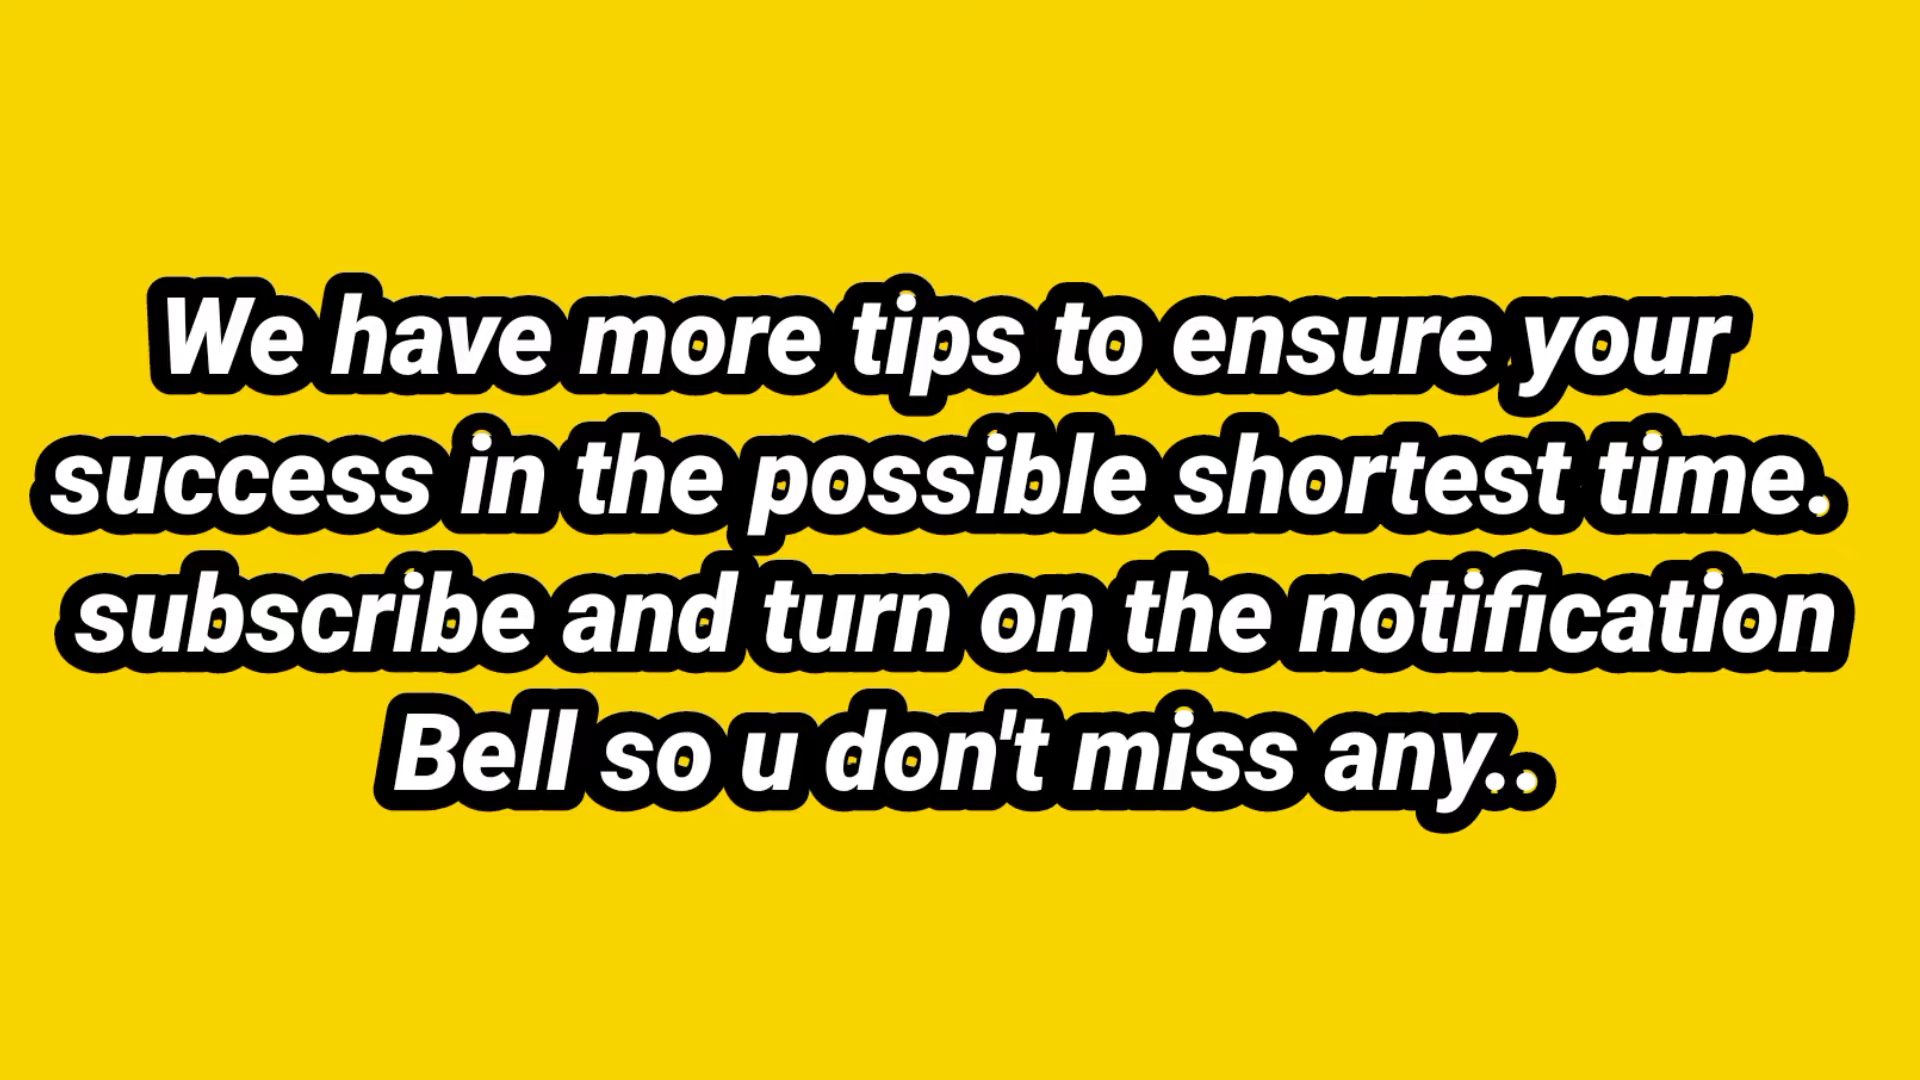 We have more tips to ensure your
success in the possible shortest time.
subscribe and turn on the notification
Bell so u don't miss any..